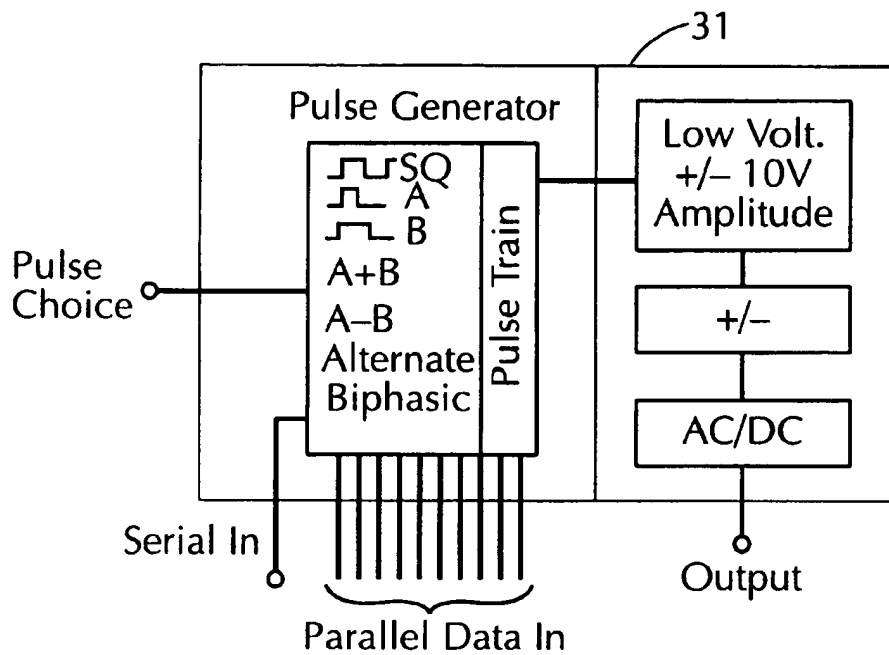 31
Pulse Generator
SQ
A
B
A+B
A–B
Alternate
Biphasic
Pulse Train
Low Volt.
+/– 10V
Amplitude
+/–
AC/DC
Pulse
Choice
Serial In
Parallel Data In
Output